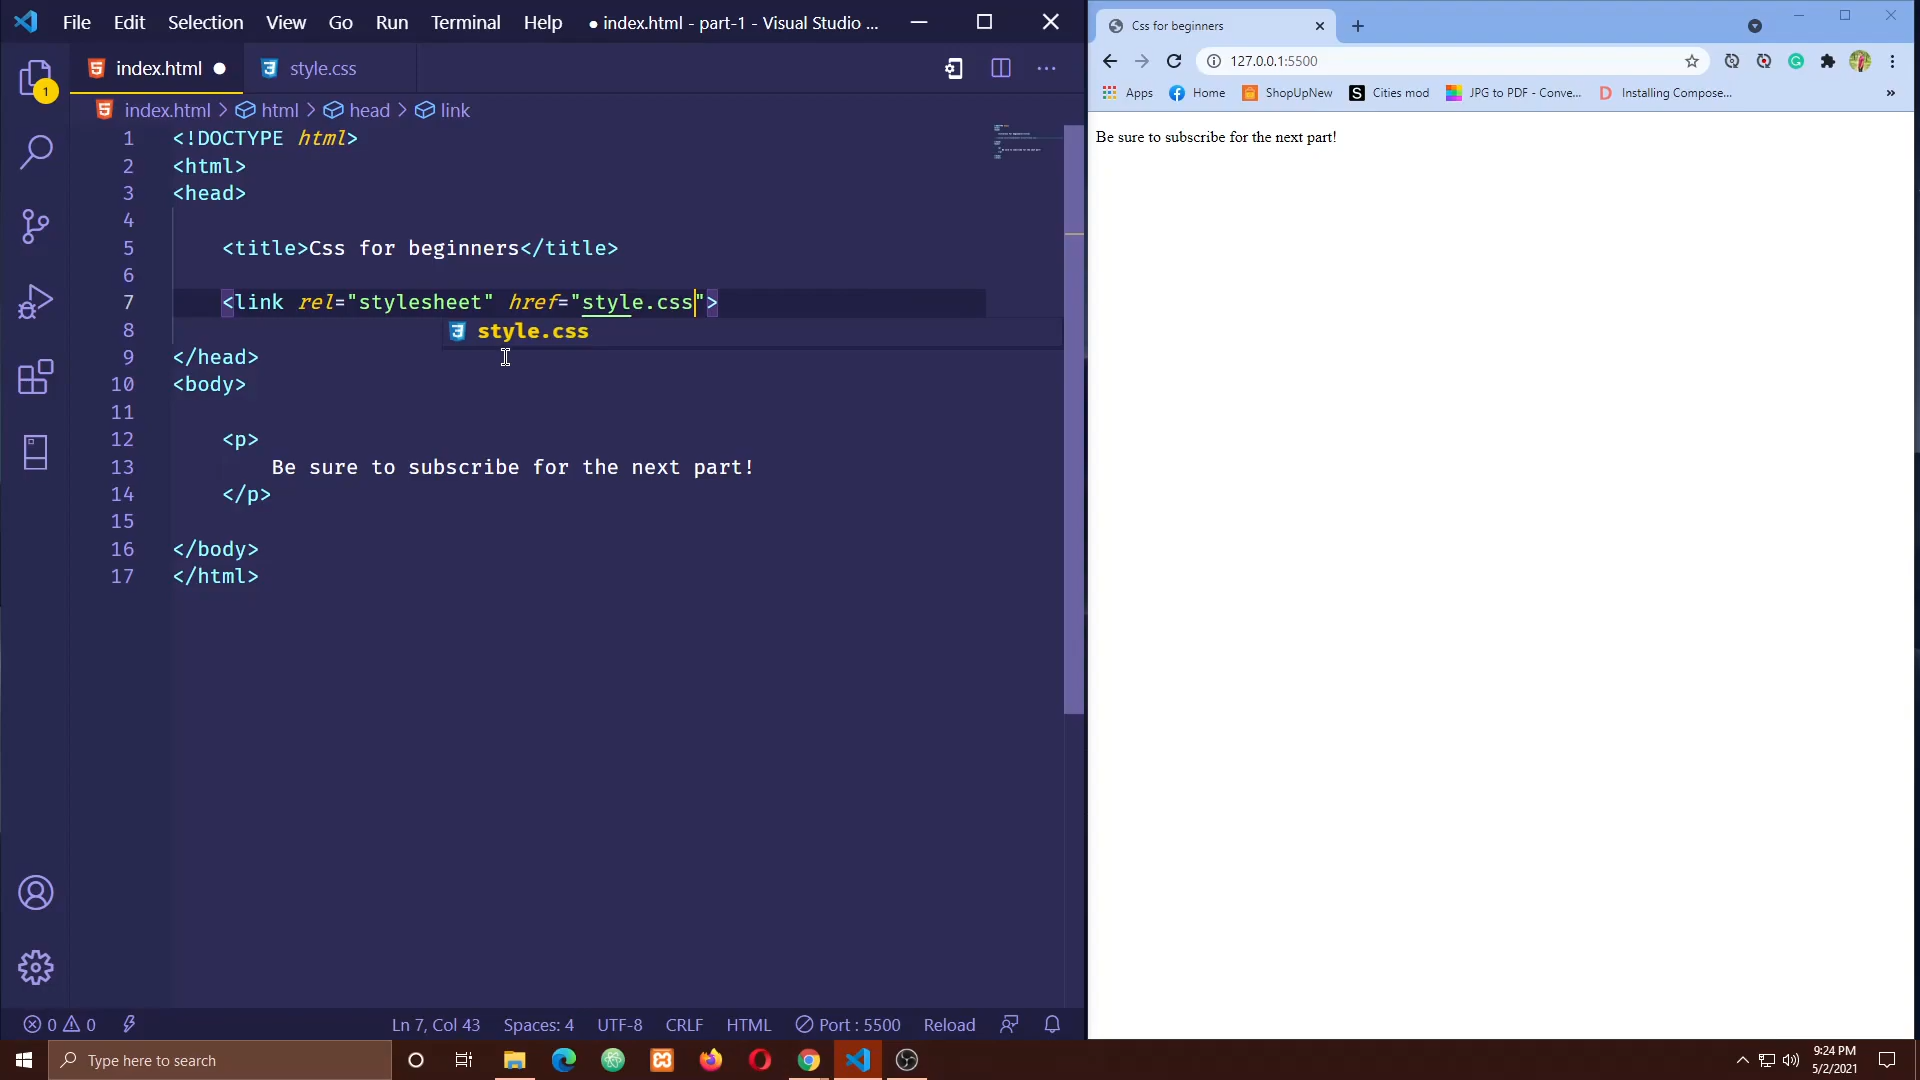 File Edit Selection View Go Run Terminal Help ● index.html - part-1 - Visual Studio ...
index.html ● style.css
index.html > html > head > link
1 <!DOCTYPE html>
2 <html>
3 <head>
4
5 <title>Css for beginners</title>
6
7 <link rel="stylesheet" href="style.css">
8 style.css
9 </head>
10 <body>
11
12 <p>
13 Be sure to subscribe for the next part!
14 </p>
15
16 </body>
17 </html>
1
0 0 Ln 7, Col 43 Spaces: 4 UTF-8 CRLF HTML Port : 5500 Reload
Css for beginners
127.0.0.1:5500
Apps Home ShopUpNew S Cities mod JPG to PDF - Conve... D Installing Compose... »
Be sure to subscribe for the next part!
Type here to search
9:24 PM
5/2/2021